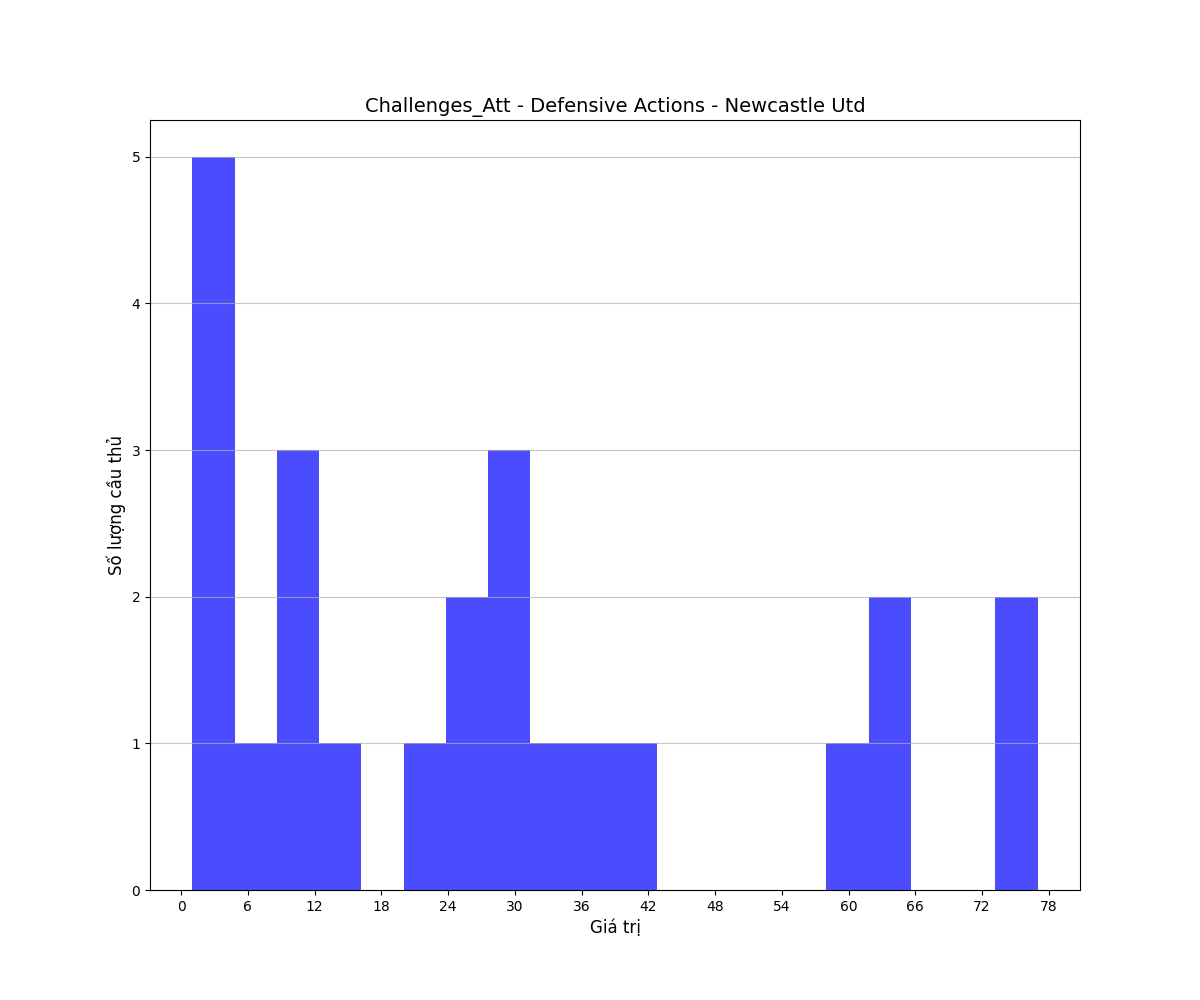 Challenges_Att - Defensive Actions - Newcastle Utd
5
4
3
2
1
0
Số lượng cầu thủ
0 6 12 18 24 30 36 42 48 54 60 66 72 78
Giá trị